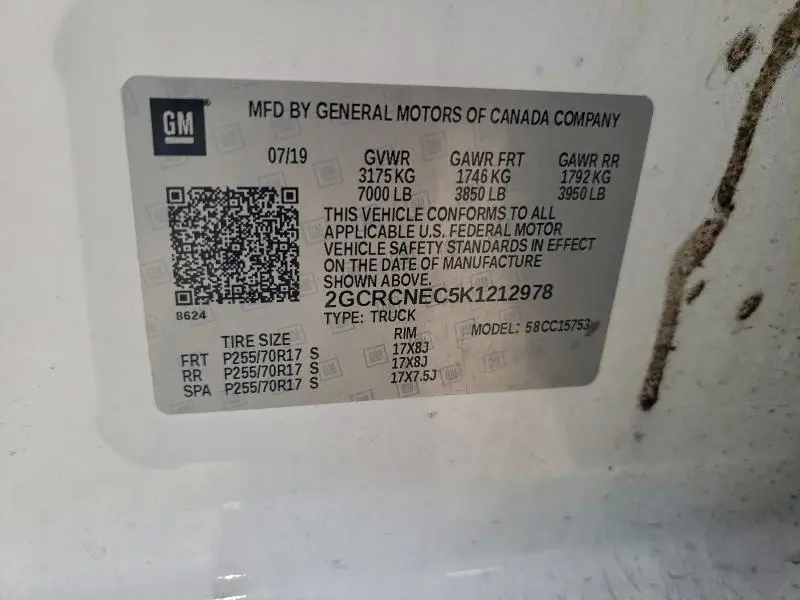 GM
MFD BY GENERAL MOTORS OF CANADA COMPANY
07/19 GVWR GAWR FRT GAWR RR
3175 KG 1746 KG 1792 KG
7000 LB 3850 LB 3950 LB
THIS VEHICLE CONFORMS TO ALL
APPLICABLE U.S. FEDERAL MOTOR
VEHICLE SAFETY STANDARDS IN EFFECT
ON THE DATE OF MANUFACTURE
SHOWN ABOVE.
2GCRCNEC5K1212978
8624
TYPE: TRUCK MODEL: 58CC15753
TIRE SIZE RIM
FRT P255/70R17 S 17X8J
RR P255/70R17 S 17X8J
SPA P255/70R17 S 17X7.5J